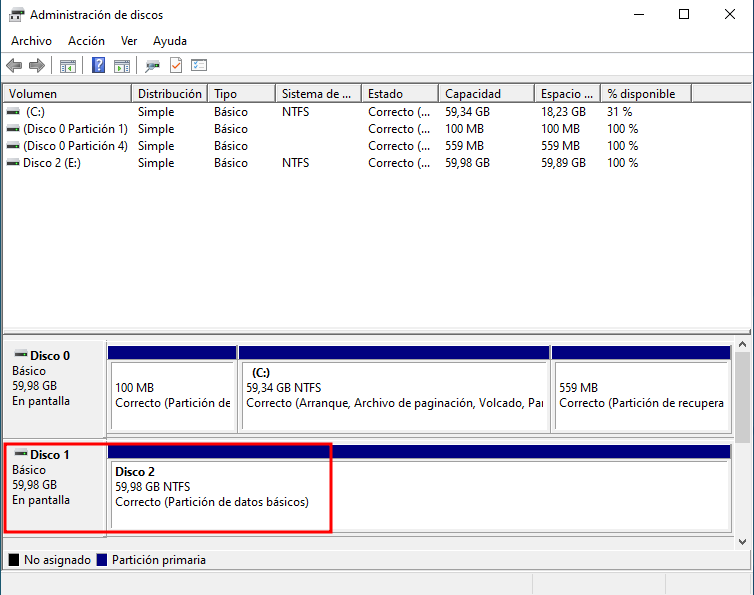 Administración de discos
Archivo Acción Ver Ayuda
Volumen Distribución Tipo Sistema de ... Estado Capacidad Espacio ... % disponible
(C:) Simple Básico NTFS Correcto (... 59,34 GB 18,23 GB 31 %
(Disco 0 Partición 1) Simple Básico Correcto (... 100 MB 100 MB 100 %
(Disco 0 Partición 4) Simple Básico Correcto (... 559 MB 559 MB 100 %
Disco 2 (E:) Simple Básico NTFS Correcto (... 59,98 GB 59,89 GB 100 %
Disco 0
Básico
59,98 GB
En pantalla
100 MB
Correcto (Partición de
(C:)
59,34 GB NTFS
Correcto (Arranque, Archivo de paginación, Volcado, Par
559 MB
Correcto (Partición de recupera
Disco 1
Básico
59,98 GB
En pantalla
Disco 2
59,98 GB NTFS
Correcto (Partición de datos básicos)
No asignado Partición primaria